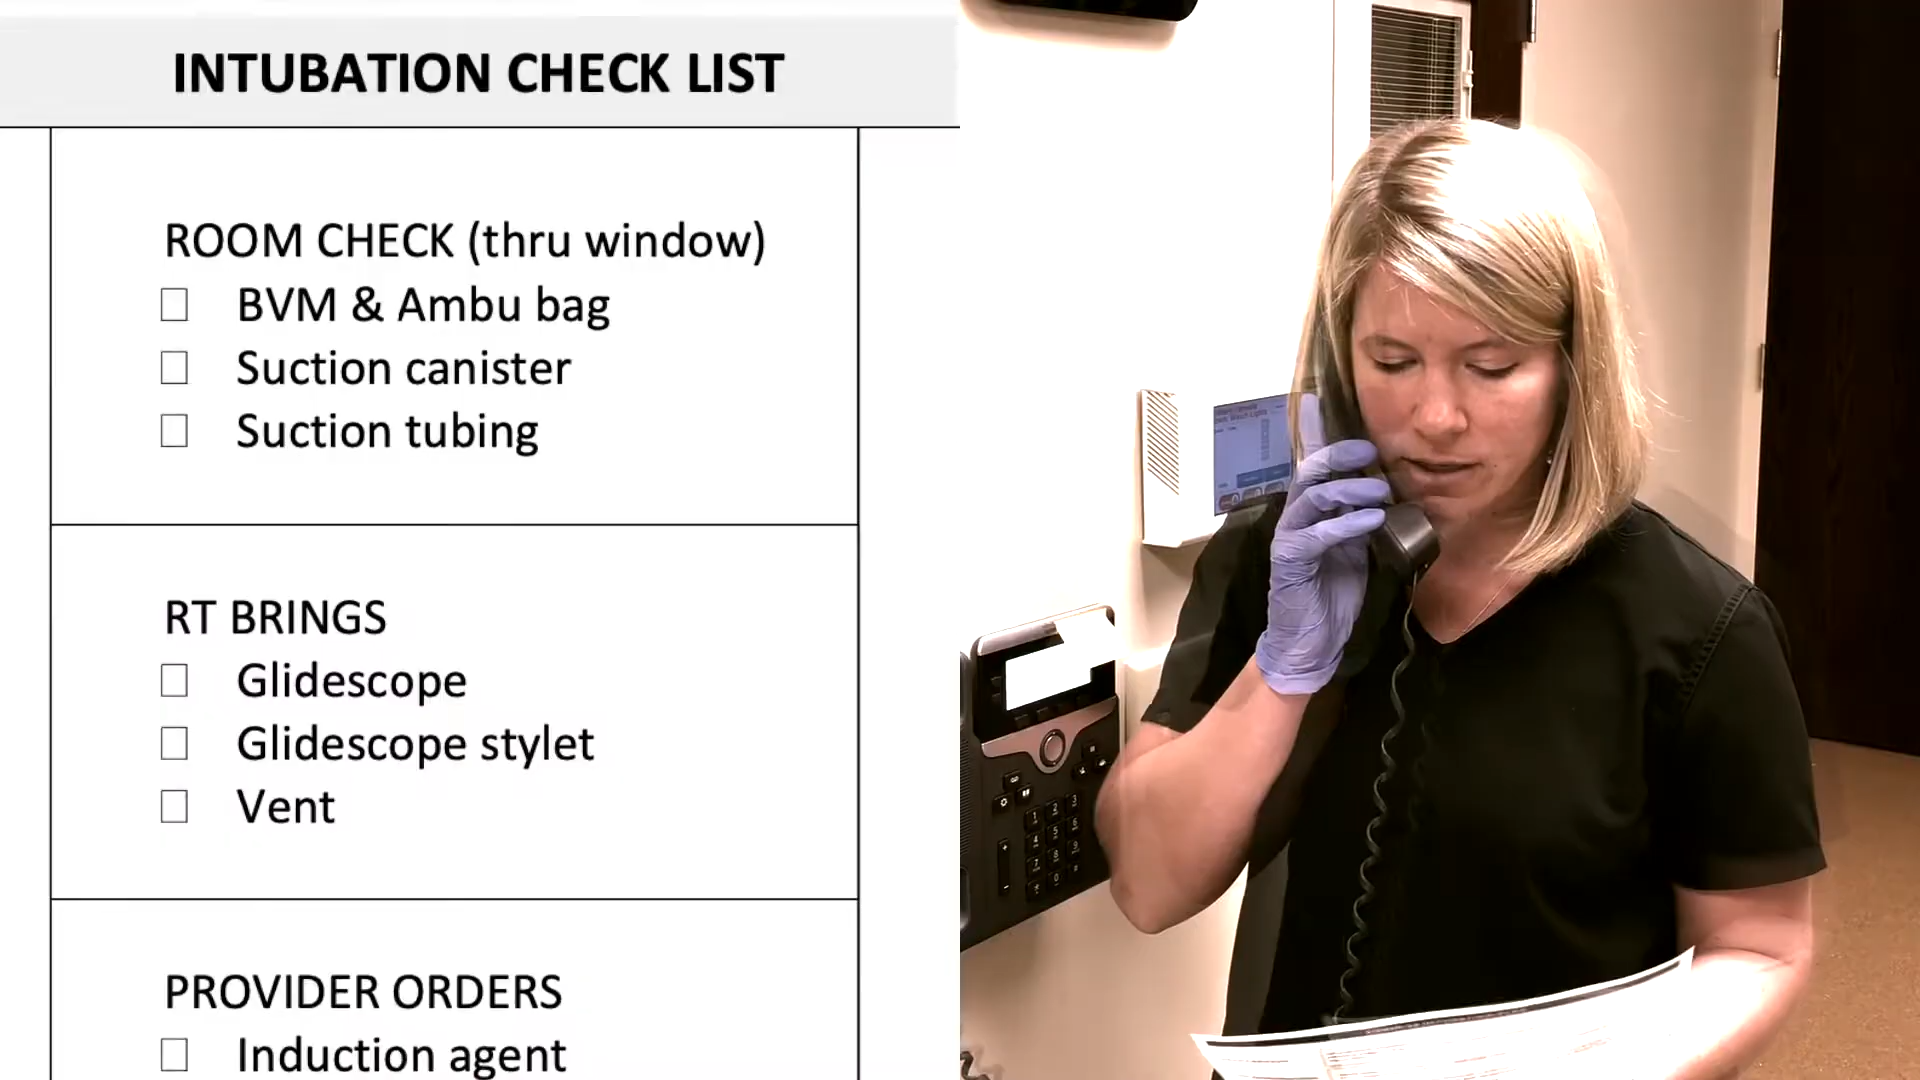 INTUBATION CHECK LIST
ROOM CHECK (thru window)
BVM & Ambu bag
Suction canister
Suction tubing
RT BRINGS
Glidescope
Glidescope stylet
Vent
PROVIDER ORDERS
Induction agent